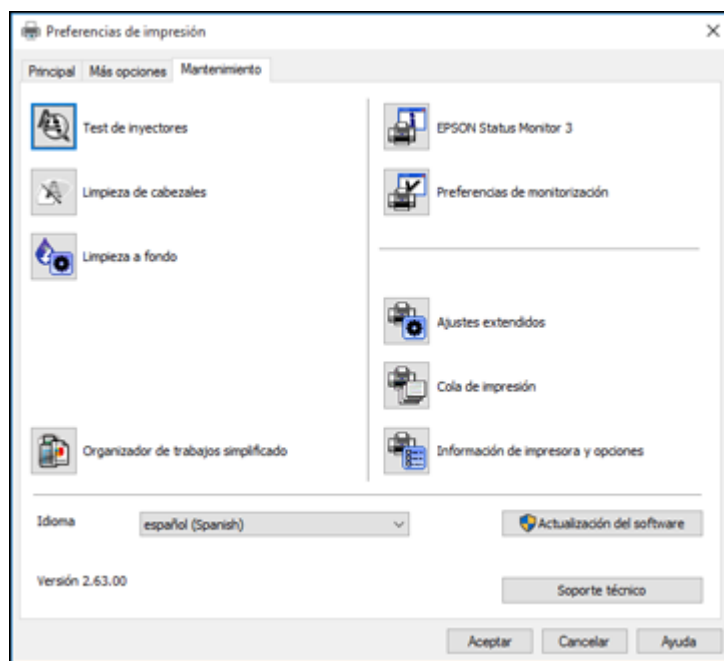 Preferencias de impresión
Principal Más opciones Mantenimiento
Test de inyectores
Limpieza de cabezales
Limpieza a fondo
Organizador de trabajos simplificado
EPSON Status Monitor 3
Preferencias de monitorización
Ajustes extendidos
Cola de impresión
Información de impresora y opciones
Idioma español (Spanish) Actualización del software
Versión 2.63.00
Soporte técnico
Aceptar Cancelar Ayuda